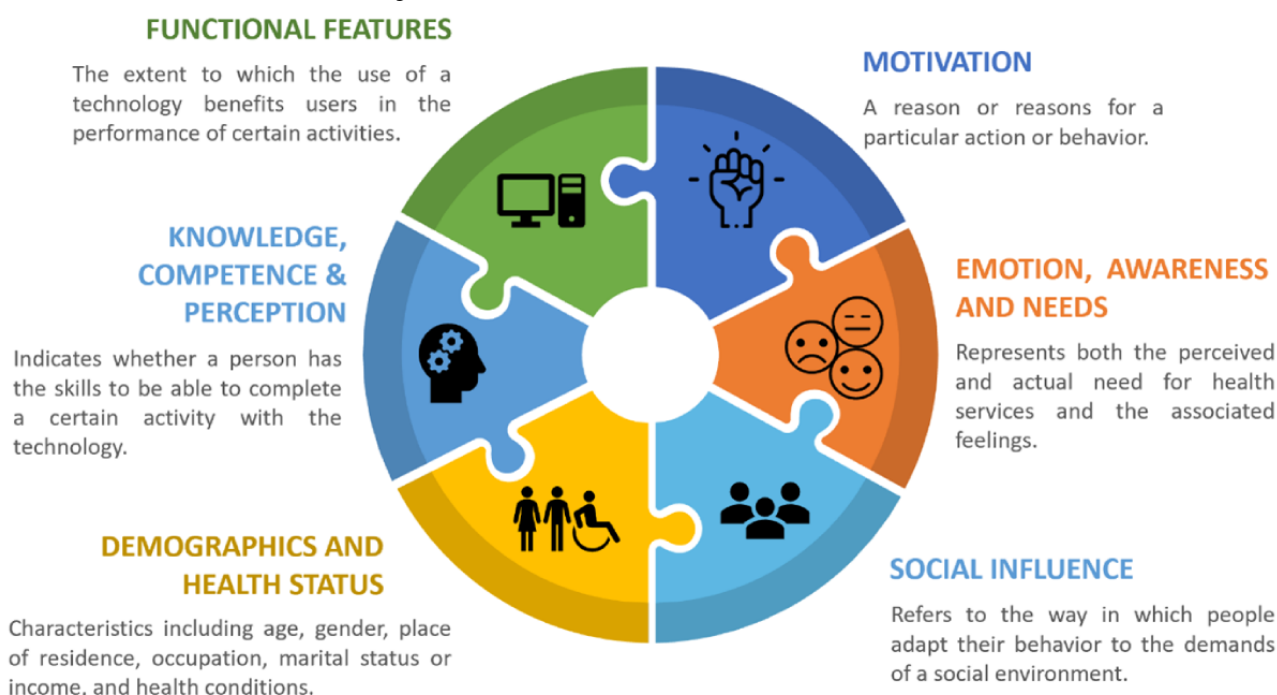 FUNCTIONAL FEATURES
The extent to which the use of a
technology benefits users in the
performance of certain activities.
MOTIVATION
A reason or reasons for a
particular action or behavior.
KNOWLEDGE,
COMPETENCE &
PERCEPTION
Indicates whether a person has
the skills to be able to complete
a certain activity with the
technology.
EMOTION, AWARENESS
AND NEEDS
Represents both the perceived
and actual need for health
services and the associated
feelings.
DEMOGRAPHICS AND
HEALTH STATUS
Characteristics including age, gender, place
of residence, occupation, marital status or
income, and health conditions.
SOCIAL INFLUENCE
Refers to the way in which people
adapt their behavior to the demands
of a social environment.